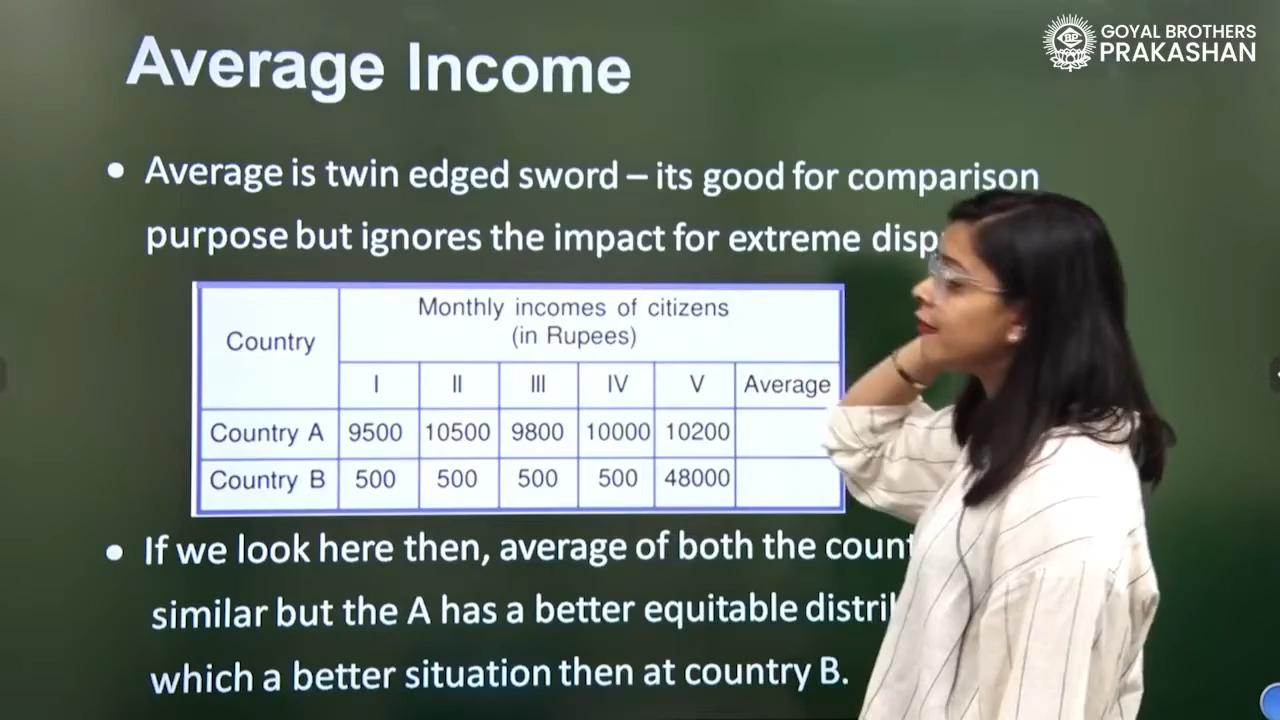 GOYAL BROTHERS
PRAKASHAN
Average Income
• Average is twin edged sword – its good for comparison
purpose but ignores the impact for extreme
Country
Monthly incomes of citizens
(in Rupees)
I II III IV V Average
Country A 9500 10500 9800 10000 10200
Country B 500 500 500 500 48000
• If we look here then, average of both the
similar but the A has a better equitable
which a better situation then at country B.